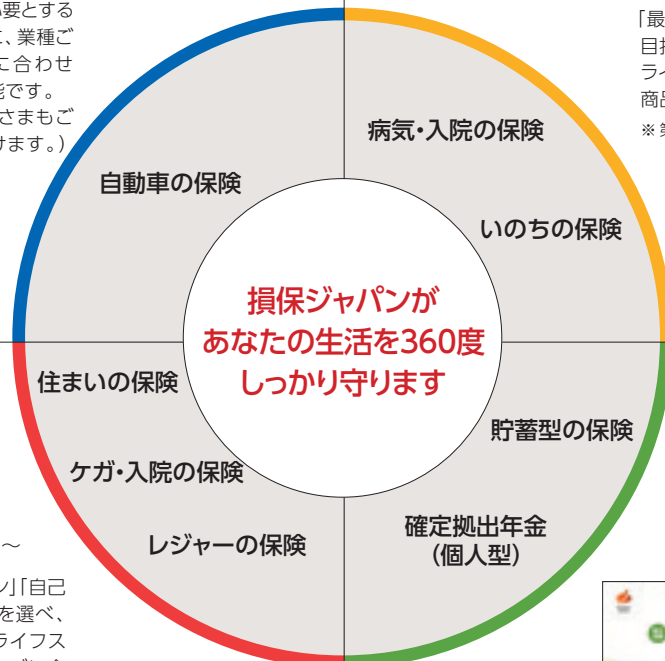 要とする
に、業種ご
に合わせ
能です。
さまもご
けます。)
「最
目指
ライ
商品
※第
病気・入院の保険
自動車の保険
いのちの保険
損保ジャパンが
あなたの生活を360度
しっかり守ります
住まいの保険
貯蓄型の保険
ケガ・入院の保険
確定拠出年金
(個人型)
レジャーの保険
～
ン」「自己
を選べ、
ライフス